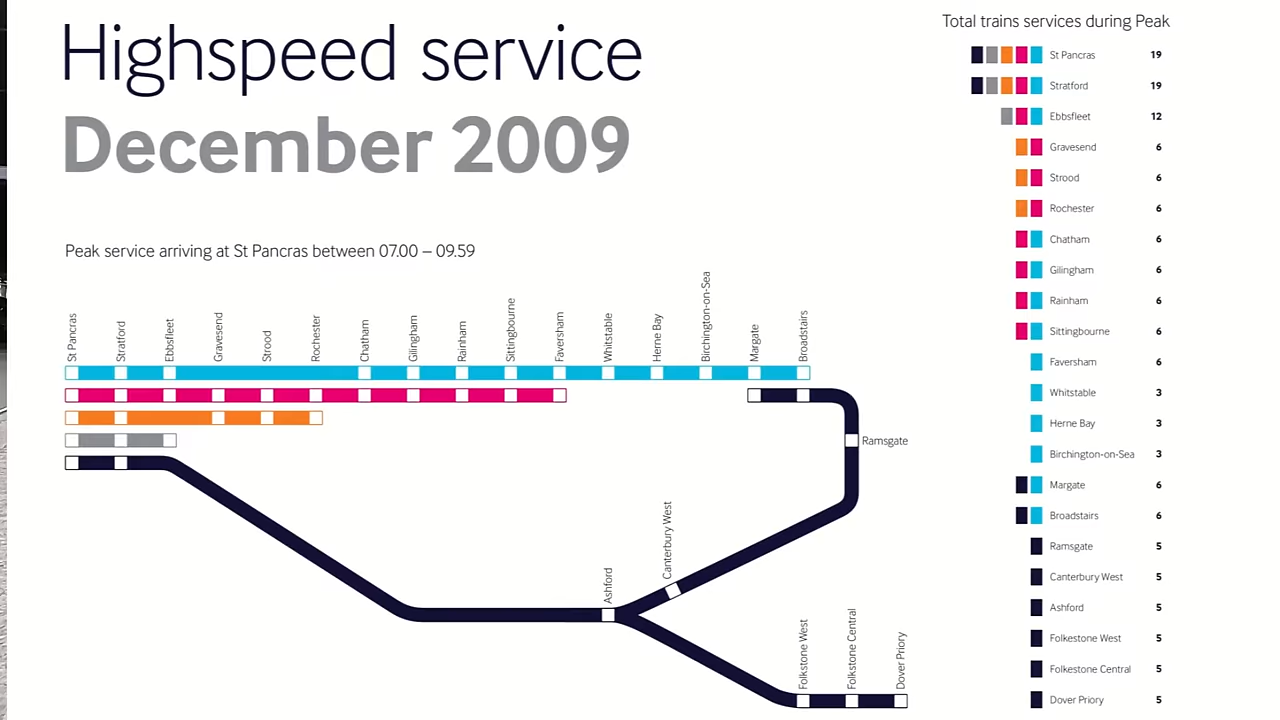 Highspeed service
December 2009
Peak service arriving at St Pancras between 07.00 – 09.59
St Pancras
Stratford
Ebbsfleet
Gravesend
Strood
Rochester
Chatham
Gilingham
Rainham
Sittingbourne
Faversham
Whitstable
Herne Bay
Birchington-on-Sea
Margate
Broadstairs
Ramsgate
Canterbury West
Ashford
Folkstone West
Folkstone Central
Dover Priory
Total trains services during Peak
St Pancras 19
Stratford 19
Ebbsfleet 12
Gravesend 6
Strood 6
Rochester 6
Chatham 6
Gilingham 6
Rainham 6
Sittingbourne 6
Faversham 6
Whitstable 3
Herne Bay 3
Birchington-on-Sea 3
Margate 6
Broadstairs 6
Ramsgate 5
Canterbury West 5
Ashford 5
Folkestone West 5
Folkestone Central 5
Dover Priory 5